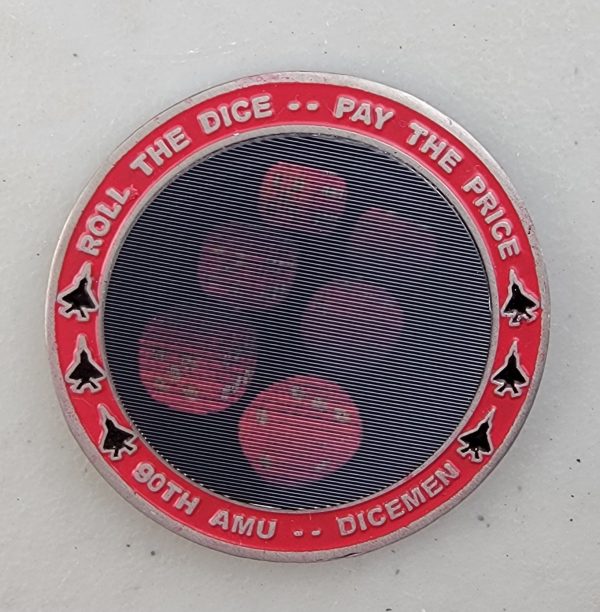 ROLL THE DICE -- PAY THE PRICE
90TH AMU -- DICEMEN